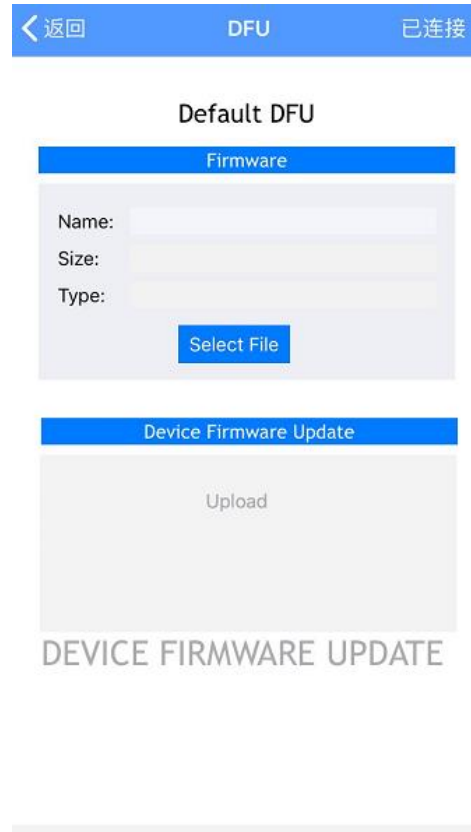 返回 DFU 已连接
Default DFU
Firmware
Name:
Size:
Type:
Select File
Device Firmware Update
Upload
DEVICE FIRMWARE UPDATE